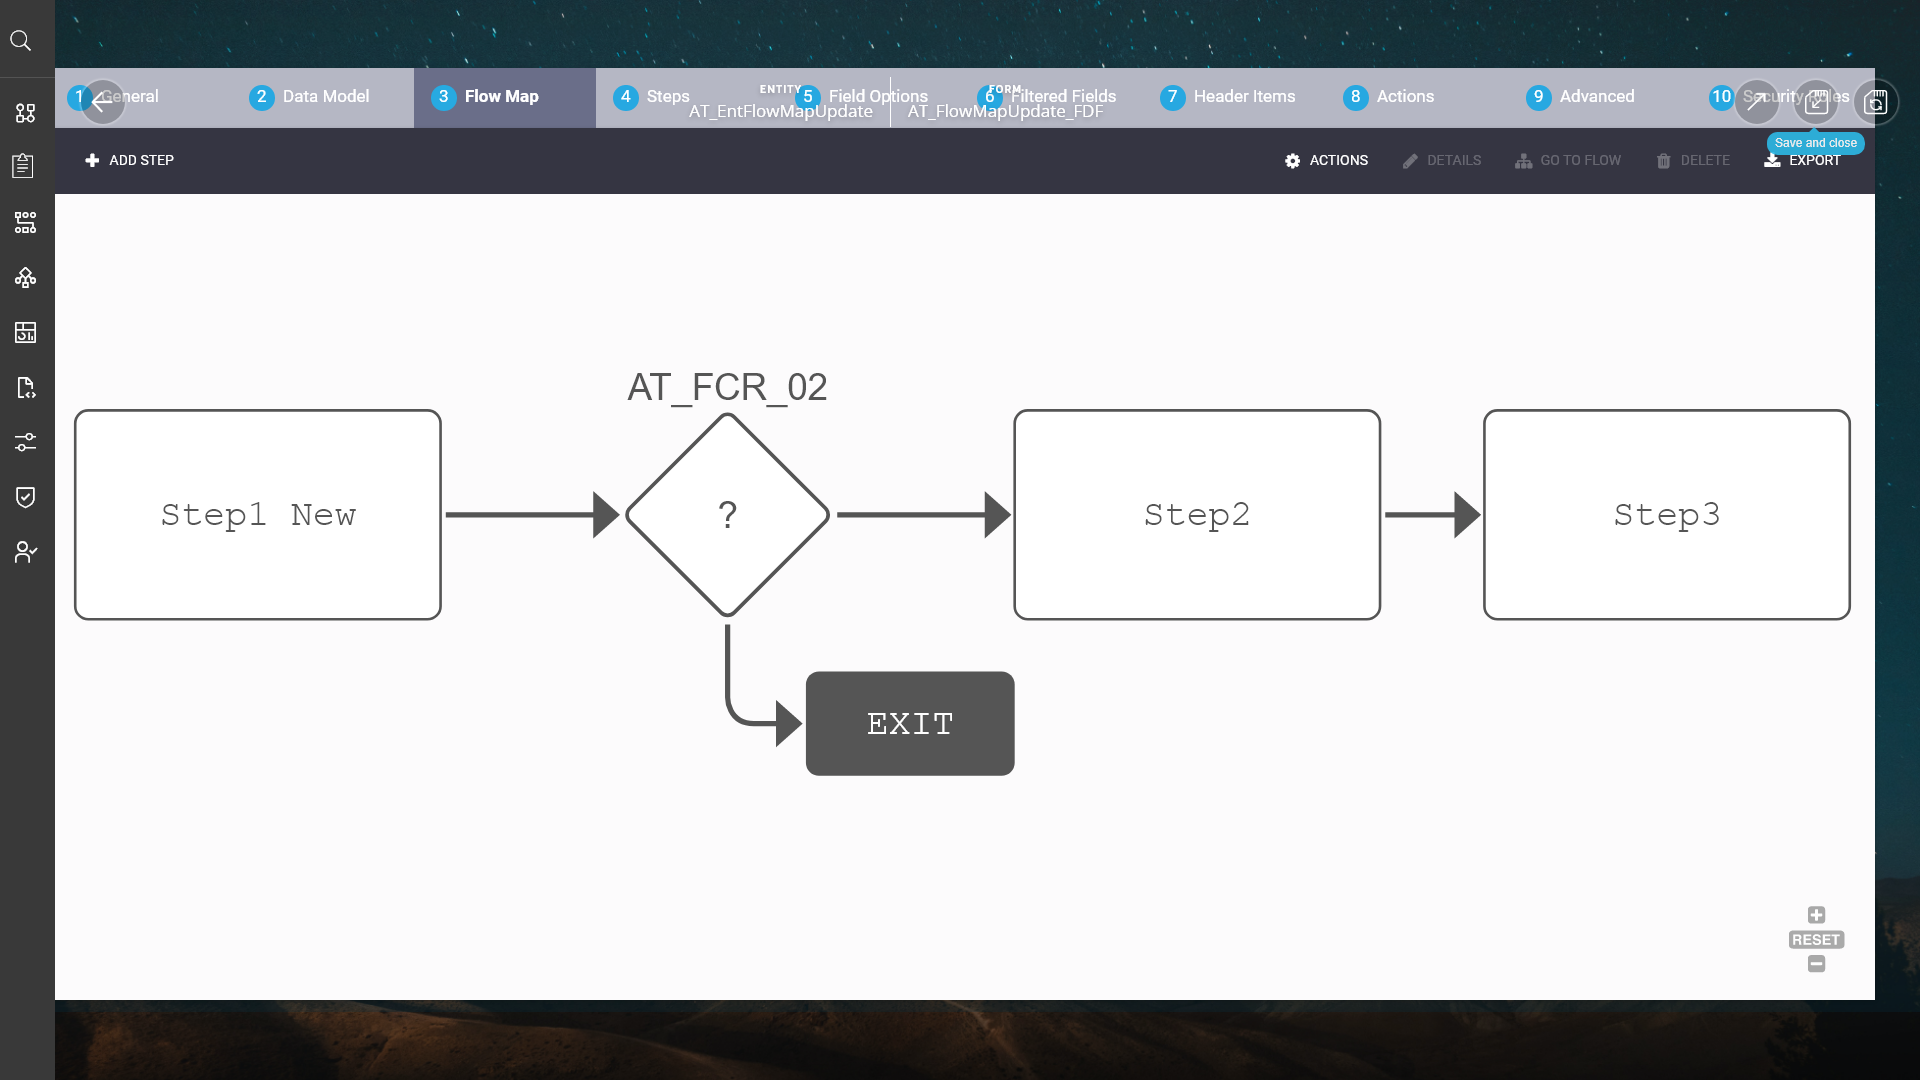 1 General
2 Data Model
3 Flow Map
4 Steps
5 Field Options
6 Filtered Fields
7 Header Items
8 Actions
9 Advanced
10 Security Rules
ENTITY
AT_EntFlowMapUpdate
FORM
AT_FlowMapUpdate_FDF
Save and close
ADD STEP
ACTIONS
DETAILS
GO TO FLOW
DELETE
EXPORT
AT_FCR_02
Step1 New
?
Step2
Step3
EXIT
RESET